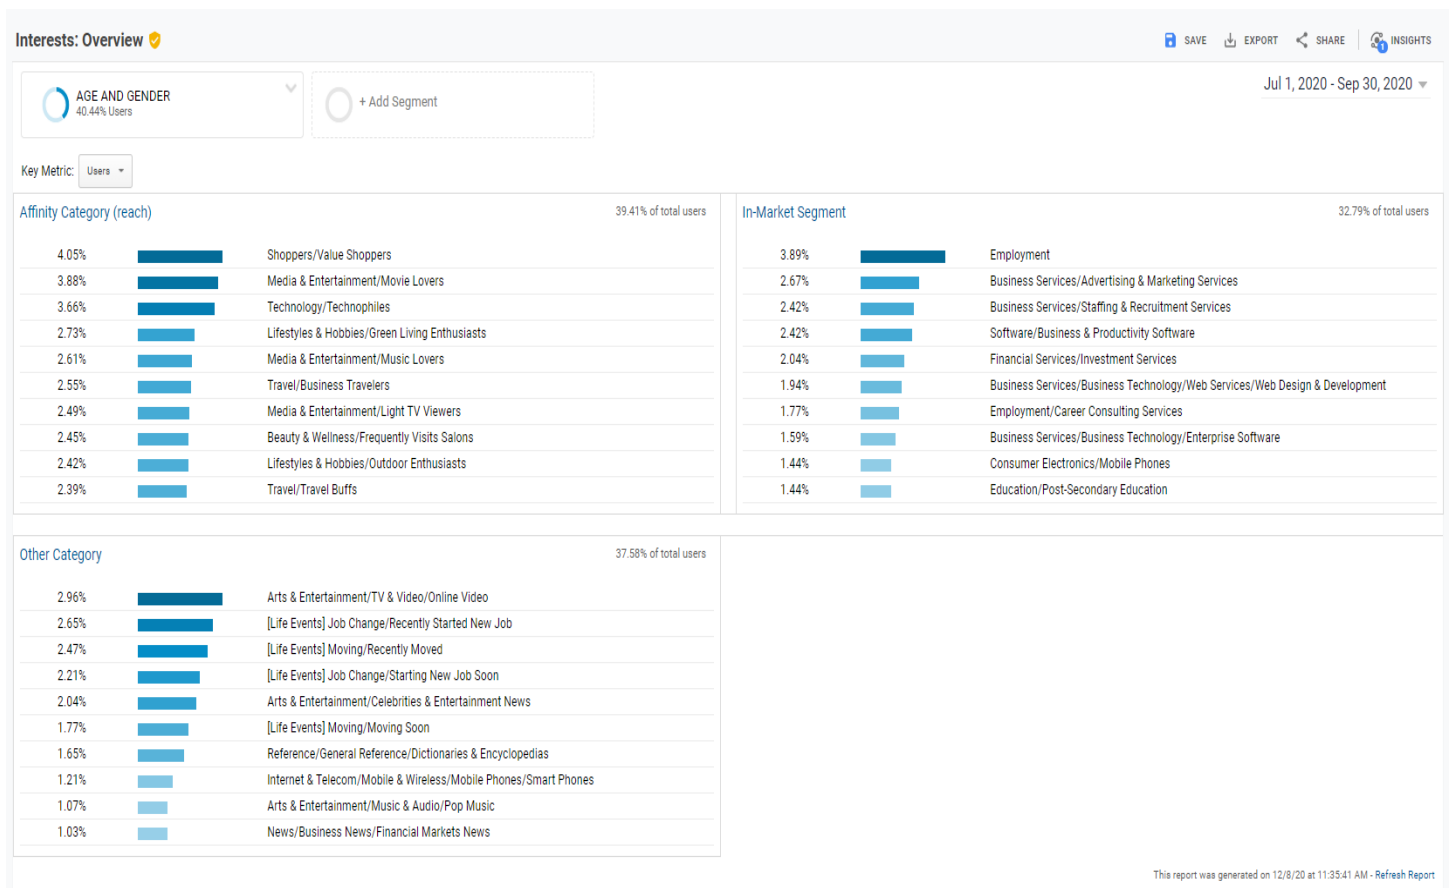 Interests: Overview
SAVE EXPORT SHARE INSIGHTS
1
AGE AND GENDER
40.44% Users
+ Add Segment
Jul 1, 2020 - Sep 30, 2020
Key Metric: Users
Affinity Category (reach) 39.41% of total users
4.05% Shoppers/Value Shoppers
3.88% Media & Entertainment/Movie Lovers
3.66% Technology/Technophiles
2.73% Lifestyles & Hobbies/Green Living Enthusiasts
2.61% Media & Entertainment/Music Lovers
2.55% Travel/Business Travelers
2.49% Media & Entertainment/Light TV Viewers
2.45% Beauty & Wellness/Frequently Visits Salons
2.42% Lifestyles & Hobbies/Outdoor Enthusiasts
2.39% Travel/Travel Buffs
In-Market Segment 32.79% of total users
3.89% Employment
2.67% Business Services/Advertising & Marketing Services
2.42% Business Services/Staffing & Recruitment Services
2.42% Software/Business & Productivity Software
2.04% Financial Services/Investment Services
1.94% Business Services/Business Technology/Web Services/Web Design & Development
1.77% Employment/Career Consulting Services
1.59% Business Services/Business Technology/Enterprise Software
1.44% Consumer Electronics/Mobile Phones
1.44% Education/Post-Secondary Education
Other Category 37.58% of total users
2.96% Arts & Entertainment/TV & Video/Online Video
2.65% [Life Events] Job Change/Recently Started New Job
2.47% [Life Events] Moving/Recently Moved
2.21% [Life Events] Job Change/Starting New Job Soon
2.04% Arts & Entertainment/Celebrities & Entertainment News
1.77% [Life Events] Moving/Moving Soon
1.65% Reference/General Reference/Dictionaries & Encyclopedias
1.21% Internet & Telecom/Mobile & Wireless/Mobile Phones/Smart Phones
1.07% Arts & Entertainment/Music & Audio/Pop Music
1.03% News/Business News/Financial Markets News
This report was generated on 12/8/20 at 11:35:41 AM - Refresh Report